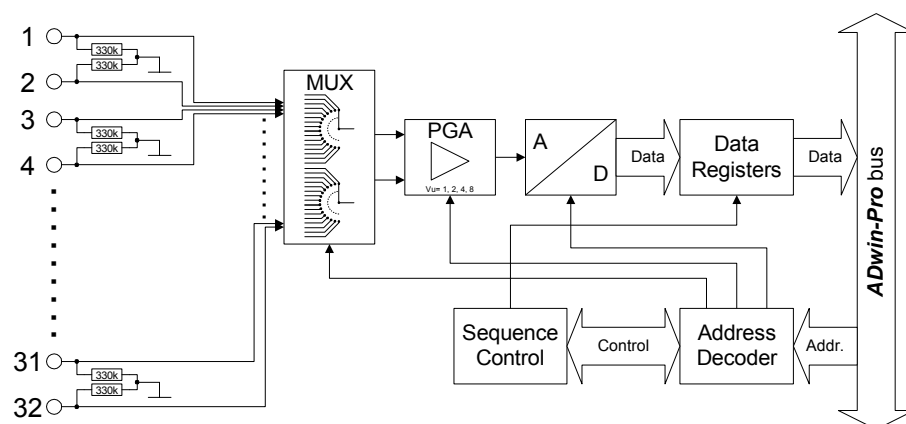 1
330k
330k
2
3
330k
330k
4
31
330k
330k
32
MUX
PGA
Vu= 1, 2, 4, 8
A
D
Data
Data
Registers
Data
ADwin-Pro bus
Sequence
Control
Control
Address
Decoder
Addr.